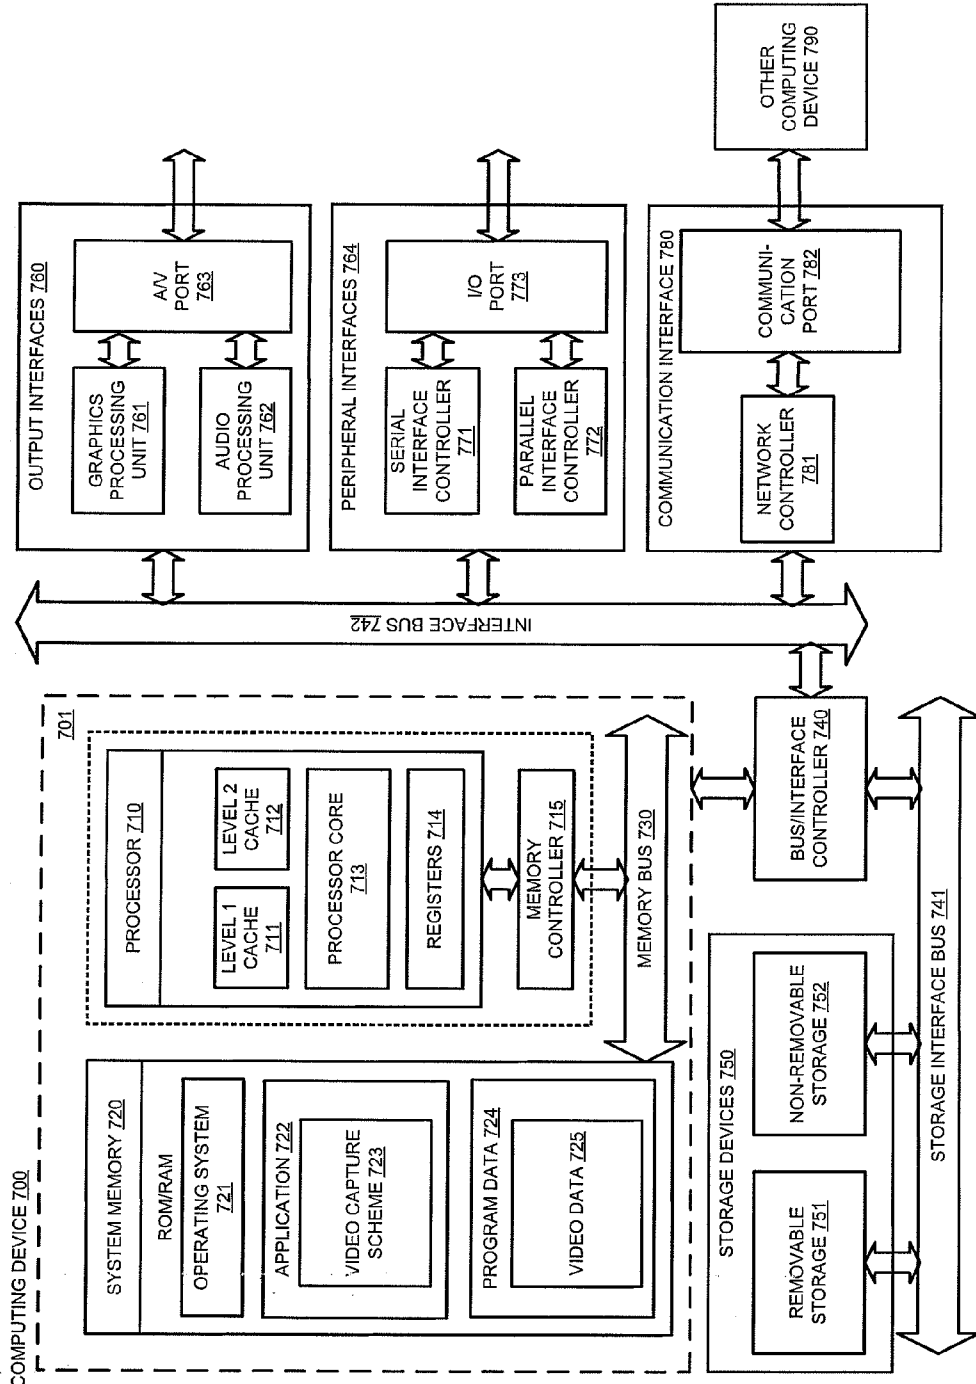 COMPUTING DEVICE 700
701
SYSTEM MEMORY 720
ROM/RAM
OPERATING SYSTEM
721
APPLICATION 722
VIDEO CAPTURE
SCHEME 723
PROGRAM DATA 724
VIDEO DATA 725
PROCESSOR 710
LEVEL 1
CACHE
711
LEVEL 2
CACHE
712
PROCESSOR CORE
713
REGISTERS 714
MEMORY
CONTROLLER 715
MEMORY BUS 730
STORAGE DEVICES 750
REMOVABLE
STORAGE 751
NON-REMOVABLE
STORAGE 752
BUS/INTERFACE
CONTROLLER 740
STORAGE INTERFACE BUS 741
INTERFACE BUS 742
OUTPUT INTERFACES 760
GRAPHICS
PROCESSING
UNIT 761
AUDIO
PROCESSING
UNIT 762
A/V
PORT
763
PERIPHERAL INTERFACES 764
SERIAL
INTERFACE
CONTROLLER
771
PARALLEL
INTERFACE
CONTROLLER
772
I/O
PORT
773
COMMUNICATION INTERFACE 780
NETWORK
CONTROLLER
781
COMMUNI-
CATION
PORT 782
OTHER
COMPUTING
DEVICE 790